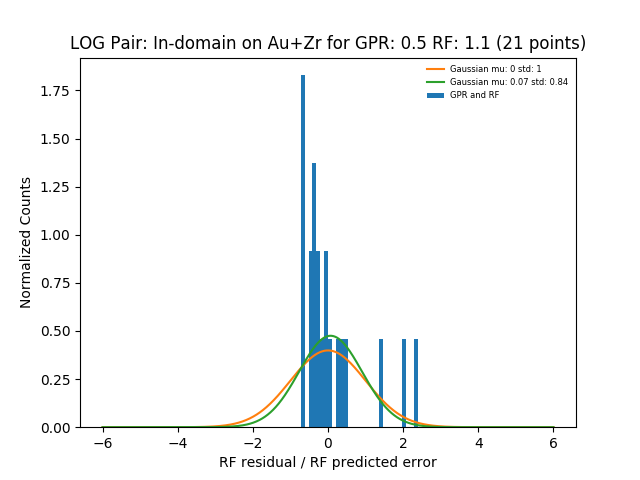 LOG Pair: In-domain on Au+Zr for GPR: 0.5 RF: 1.1 (21 points)
Gaussian mu: 0 std: 1
Gaussian mu: 0.07 std: 0.84
GPR and RF
Normalized Counts
1.75
1.50
1.25
1.00
0.75
0.50
0.25
0.00
−6 −4 −2 0 2 4 6
RF residual / RF predicted error